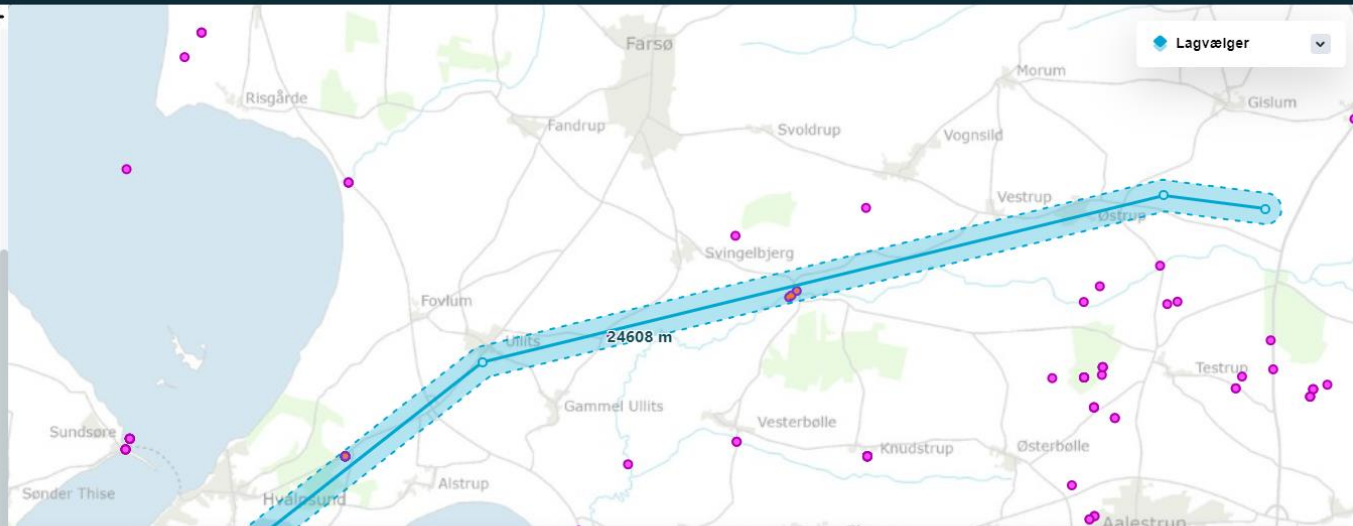 Farsø
Lagvælger
Morum
Risgårde
Gislum
Fandrup
Svoldrup
Vognsild
Vestrup
Østrup
Svingelbjerg
Fovlum
Ullits
24608 m
Testrup
Gammel Ullits
Vesterbølle
Sundsøre
Knudstrup
Østerbølle
Alstrup
Sønder Thise
Hvalpsund
Aalestrup